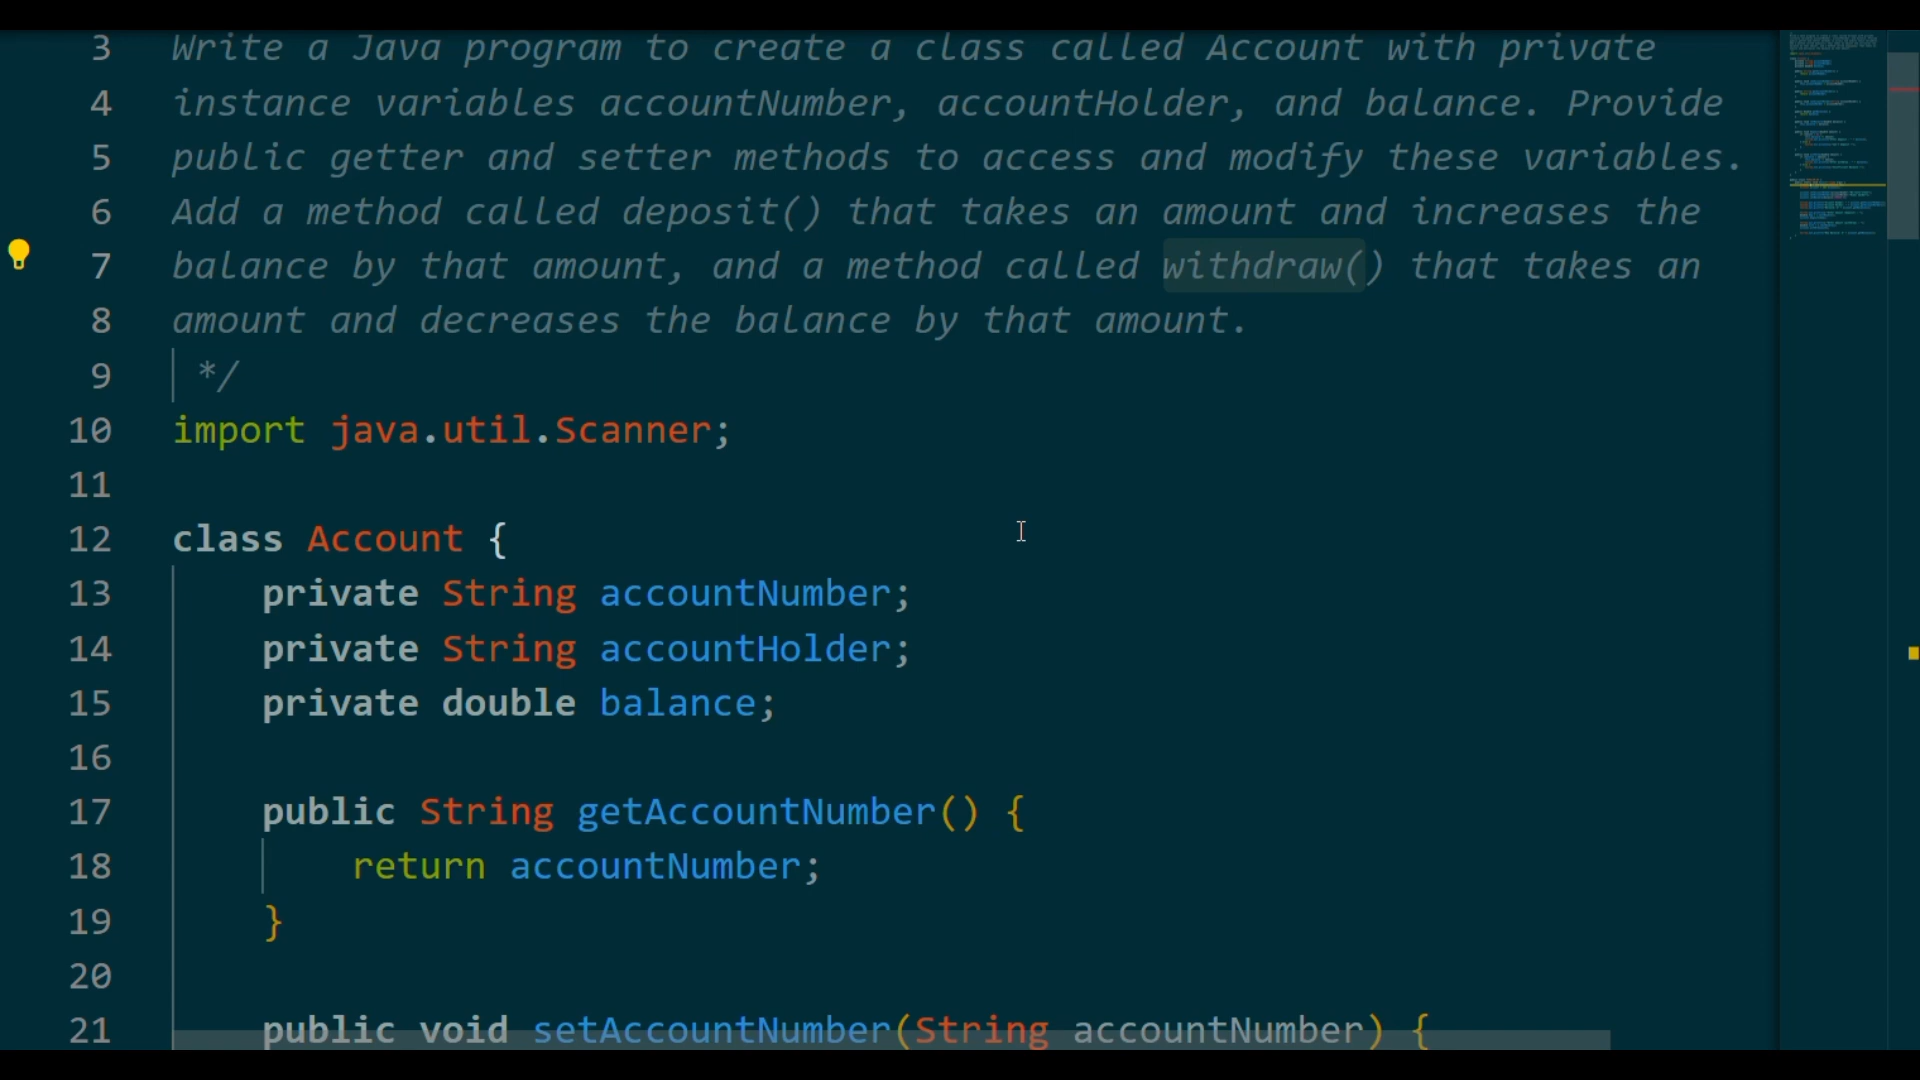 3 Write a Java program to create a class called Account with private
4 instance variables accountNumber, accountHolder, and balance. Provide
5 public getter and setter methods to access and modify these variables.
6 Add a method called deposit() that takes an amount and increases the
7 balance by that amount, and a method called withdraw() that takes an
8 amount and decreases the balance by that amount.
9 */
10 import java.util.Scanner;
11
12 class Account {
13 private String accountNumber;
14 private String accountHolder;
15 private double balance;
16
17 public String getAccountNumber() {
18 return accountNumber;
19 }
20
21 public void setAccountNumber(String accountNumber) {